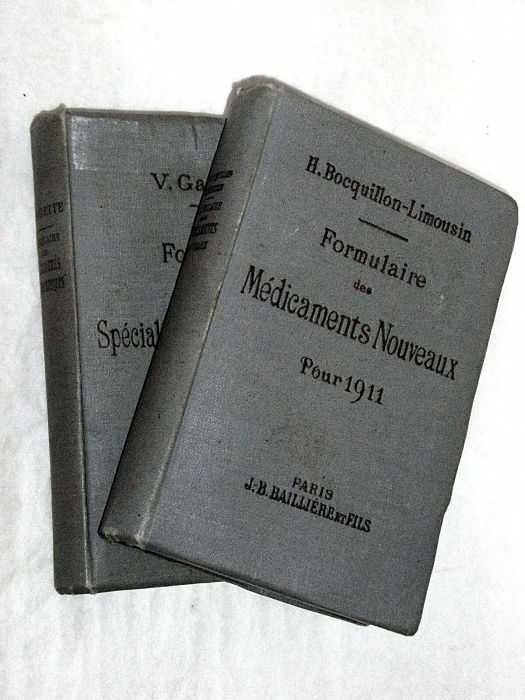 H. Bocquillon-Limousin
Formulaire
des
Médicaments Nouveaux
Pour 1911
PARIS
J.-B. BAILLIÈRE ET FILS
V. Ga
Fo
Spécial